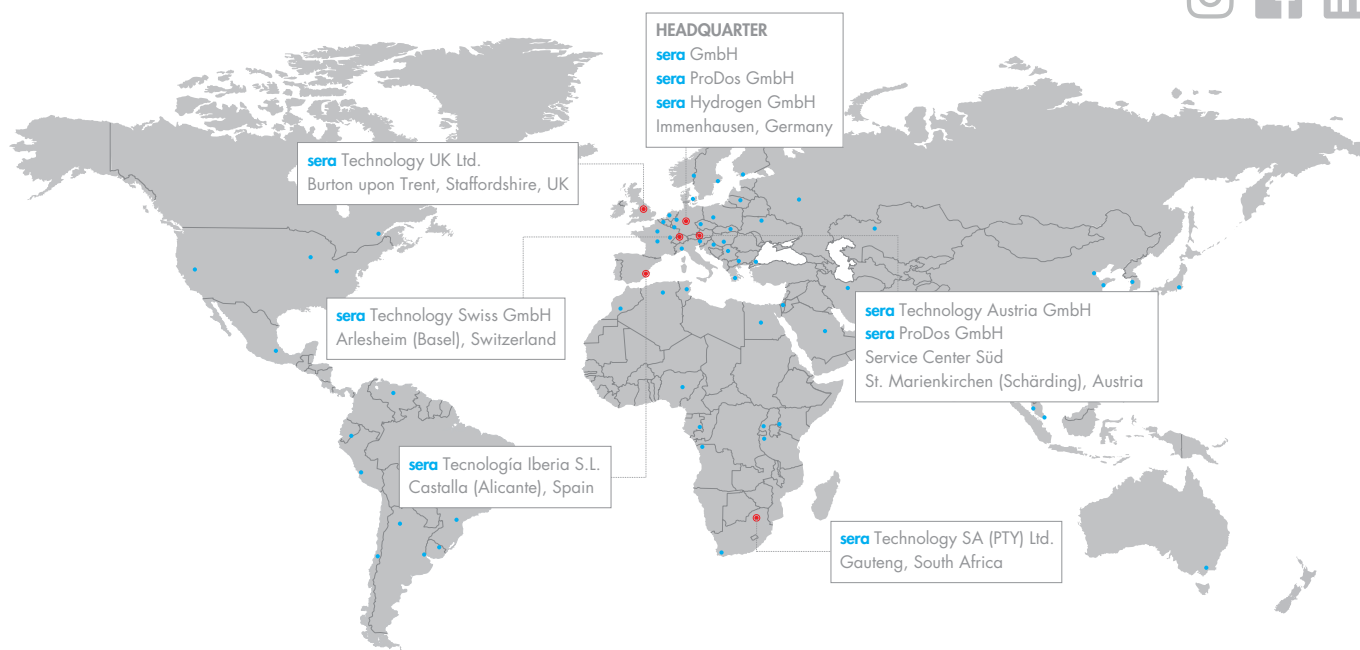 HEADQUARTER
sera GmbH
sera ProDos GmbH
sera Hydrogen GmbH
Immenhausen, Germany
sera Technology UK Ltd.
Burton upon Trent, Staffordshire, UK
sera Technology Swiss GmbH
Arlesheim (Basel), Switzerland
sera Technology Austria GmbH
sera ProDos GmbH
Service Center Süd
St. Marienkirchen (Schärding), Austria
sera Tecnología Iberia S.L.
Castalla (Alicante), Spain
sera Technology SA (PTY) Ltd.
Gauteng, South Africa